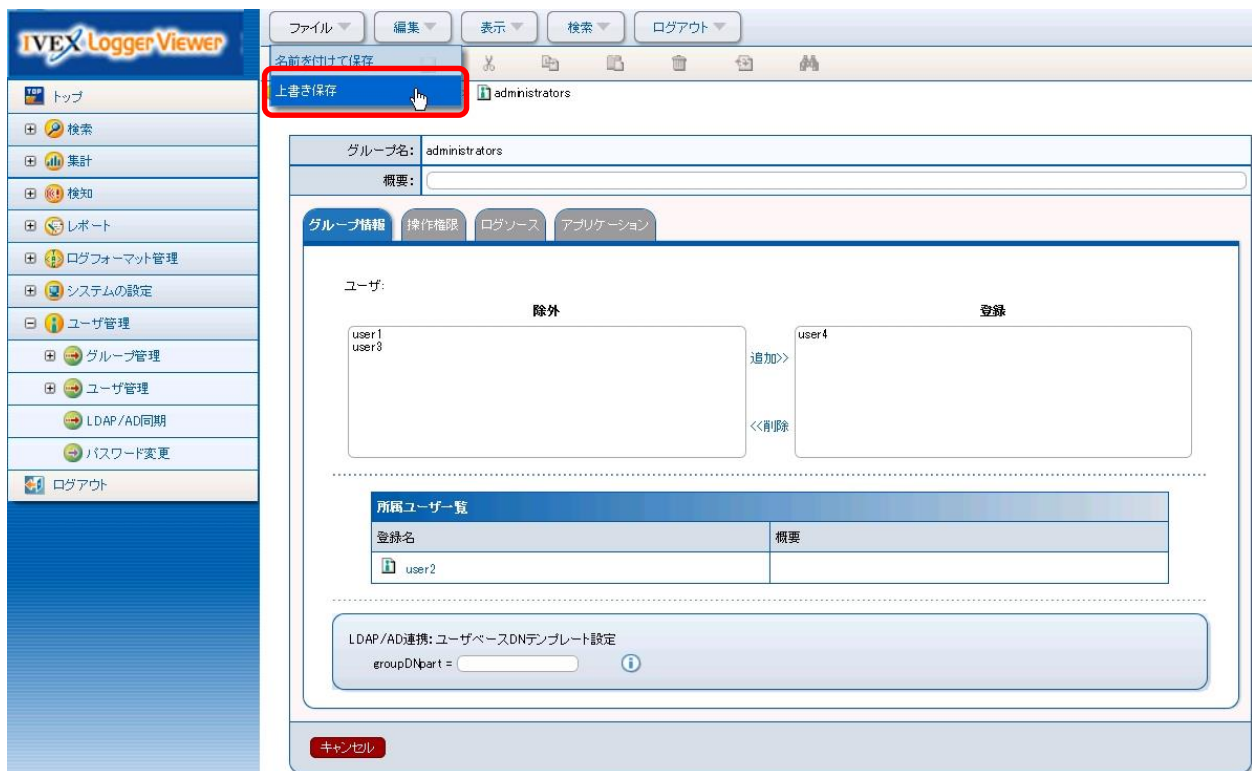 IVEX Logger Viewer
ファイル 編集 表示 検索 ログアウト
名前を付けて保存
上書き保存
administrators
TOP トップ
検索
集計
検知
レポート
ログフォーマット管理
システムの設定
ユーザ管理
グループ管理
ユーザ管理
LDAP/AD同期
パスワード変更
ログアウト
グループ名: administrators
概要:
グループ情報 操作権限 ログソース アプリケーション
ユーザ:
除外 登録
user1
user3
追加>>
<<削除
user4
所属ユーザ一覧
登録名 概要
user2
LDAP/AD連携:ユーザベースDNテンプレート設定
groupDNpart =
キャンセル